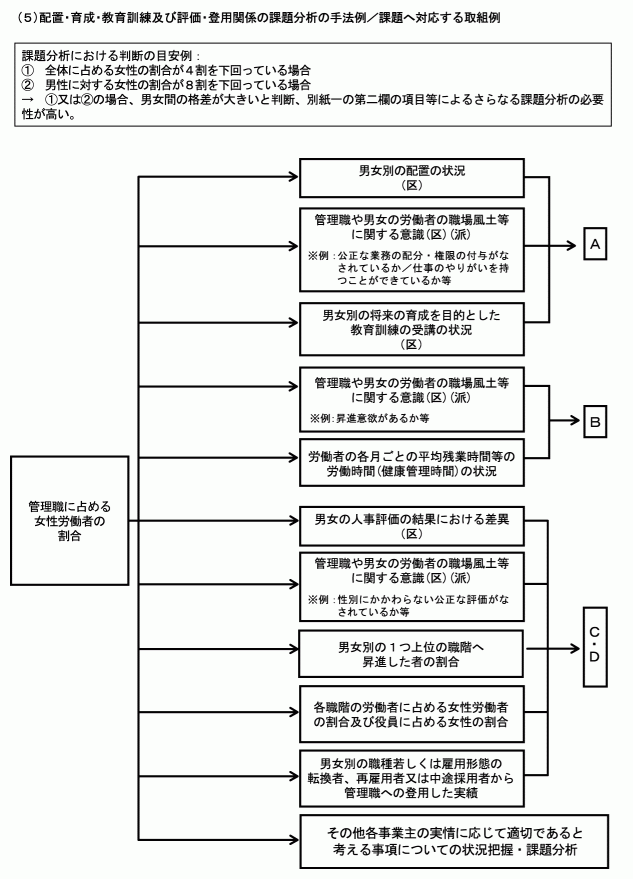 （５）配置・育成・教育訓練及び評価・登用関係の課題分析の手法例／課題へ対応する取組例
課題分析における判断の目安例：
①　全体に占める女性の割合が４割を下回っている場合
②　男性に対する女性の割合が８割を下回っている場合
→　①又は②の場合、男女間の格差が大きいと判断、別紙一の第二欄の項目等によるさらなる課題分析の必要
性が高い。
男女別の配置の状況
（区）
管理職や男女の労働者の職場風土等
に関する意識（区）（派）
※例：公正な業務の配分・権限の付与がな
されているか／仕事のやりがいを持
つことができているか等
男女別の将来の育成を目的とした
教育訓練の受講の状況
（区）
A
管理職や男女の労働者の職場風土等
に関する意識（区）（派）
※例：昇進意欲があるか等
労働者の各月ごとの平均残業時間等の
労働時間（健康管理時間）の状況
B
管理職に占める
女性労働者の
割合
男女の人事評価の結果における差異
（区）
管理職や男女の労働者の職場風土等
に関する意識（区）（派）
※例：性別にかかわらない公正な評価がな
されているか等
男女別の１つ上位の職階へ
昇進した者の割合
各職階の労働者に占める女性労働者
の割合及び役員に占める女性の割合
男女別の職種若しくは雇用形態の
転換者、再雇用者又は中途採用者から
管理職への登用した実績
C・D
その他各事業主の実情に応じて適切であると
考える事項についての状況把握・課題分析